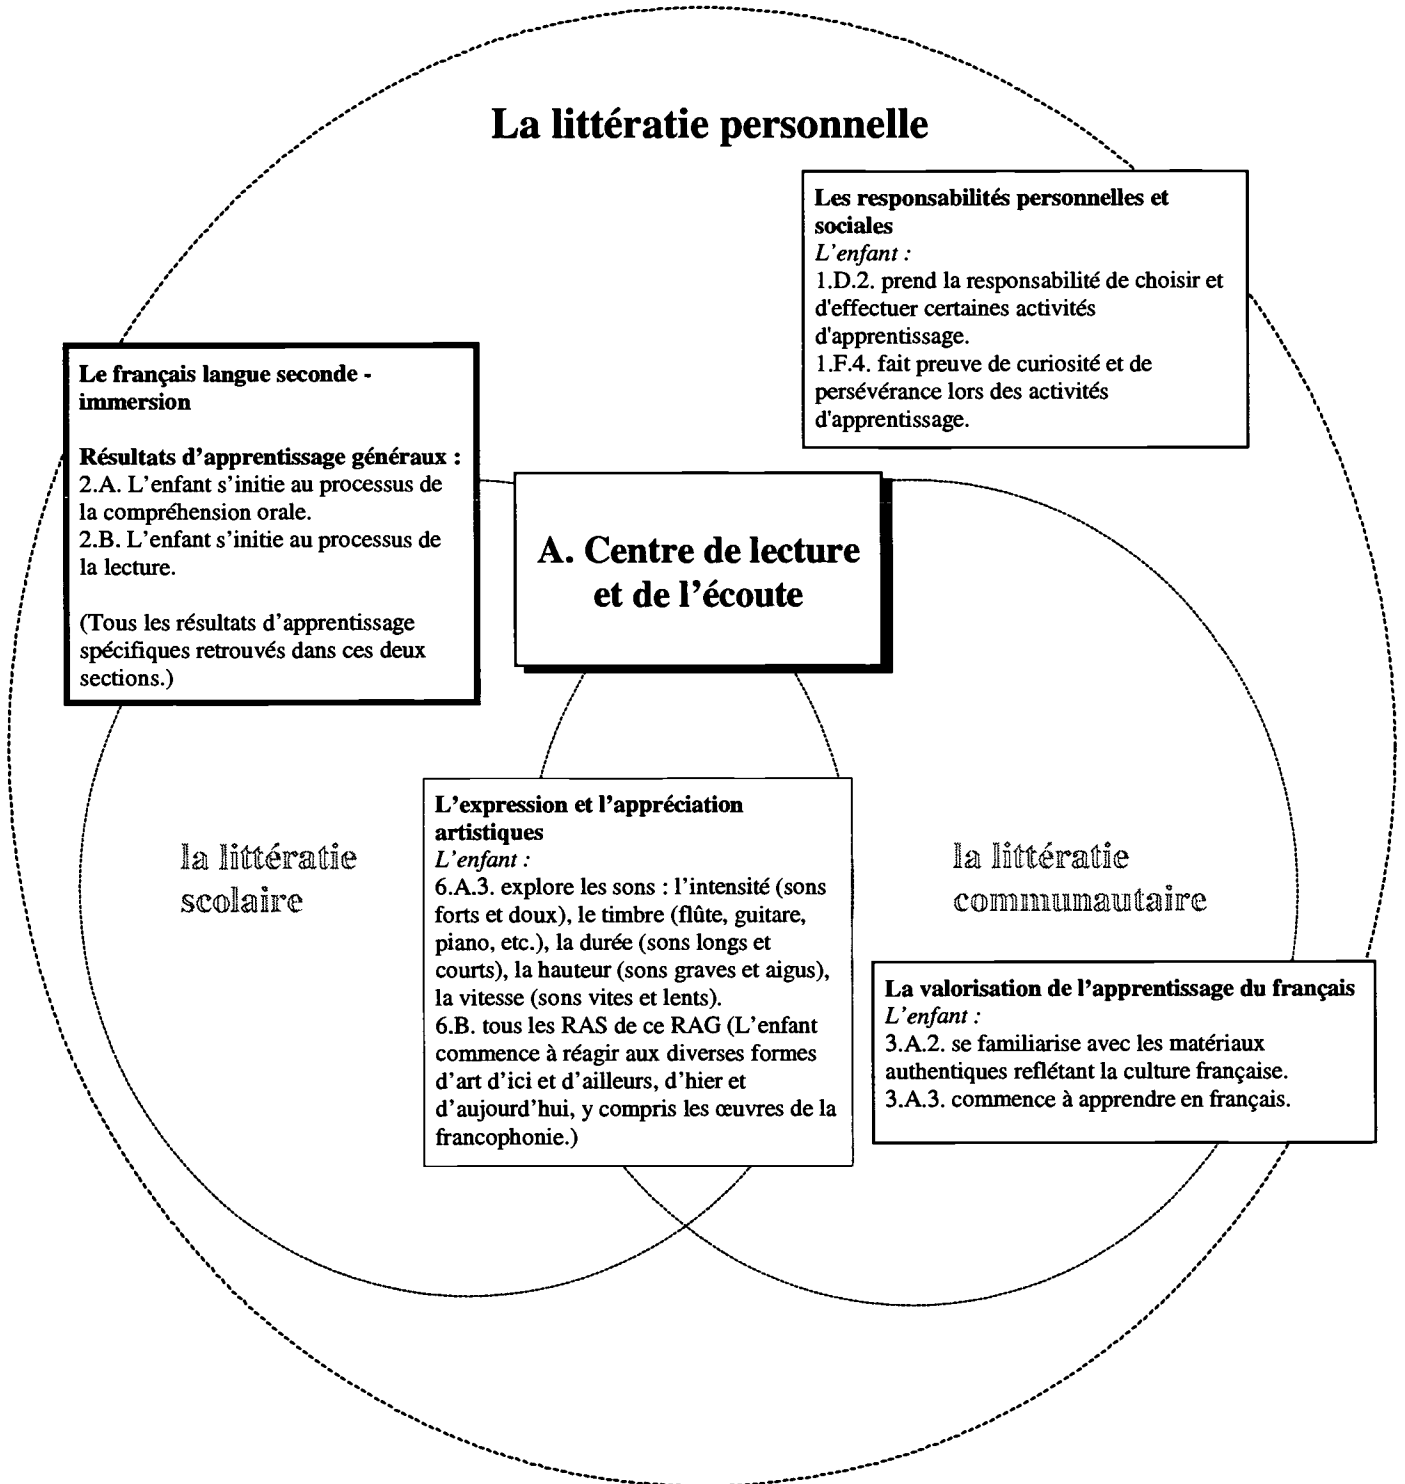 La littératie personnelle
Les responsabilités personnelles et
sociales
L'enfant :
1.D.2. prend la responsabilité de choisir et
d'effectuer certaines activités
d'apprentissage.
1.F.4. fait preuve de curiosité et de
persévérance lors des activités
d'apprentissage.
Le français langue seconde -
immersion
Résultats d'apprentissage généraux :
2.A. L'enfant s'initie au processus de
la compréhension orale.
2.B. L'enfant s'initie au processus de
la lecture.
(Tous les résultats d'apprentissage
spécifiques retrouvés dans ces deux
sections.)
A. Centre de lecture
et de l'écoute
L'expression et l'appréciation
artistiques
L'enfant :
6.A.3. explore les sons : l'intensité (sons
forts et doux), le timbre (flûte, guitare,
piano, etc.), la durée (sons longs et
courts), la hauteur (sons graves et aigus),
la vitesse (sons vites et lents).
6.B. tous les RAS de ce RAG (L'enfant
commence à réagir aux diverses formes
d'art d'ici et d'ailleurs, d'hier et
d'aujourd'hui, y compris les œuvres de la
francophonie.)
la littératie
scolaire
la littératie
communautaire
La valorisation de l'apprentissage du français
L'enfant :
3.A.2. se familiarise avec les matériaux
authentiques reflétant la culture française.
3.A.3. commence à apprendre en français.